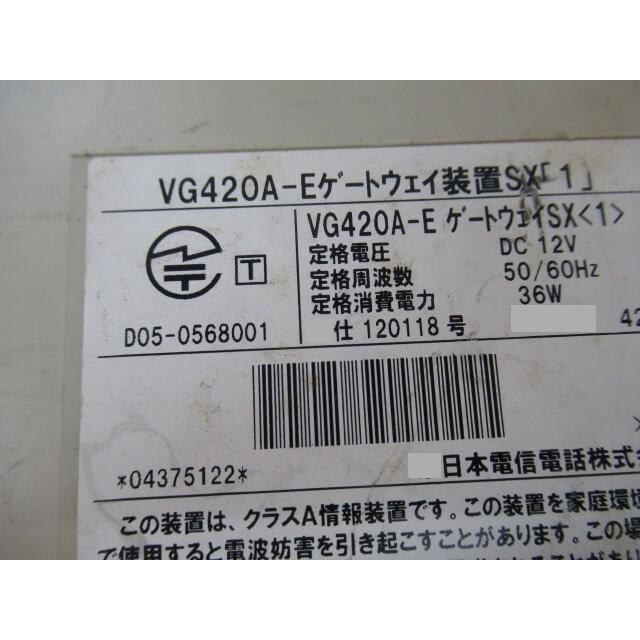 VG420A-Eゲートウェイ装置SX「1」
VG420A-E ゲートウェイSX<1>
定格電圧 DC 12V
定格周波数 50/60Hz
定格消費電力 36W
T
D05-0568001
仕 120118 号
42
*04375122*
日本電信電話株式
この装置は、クラスA情報装置です。この装置を家庭環境
で使用すると電波妨害を引き起こすことがあります。この場